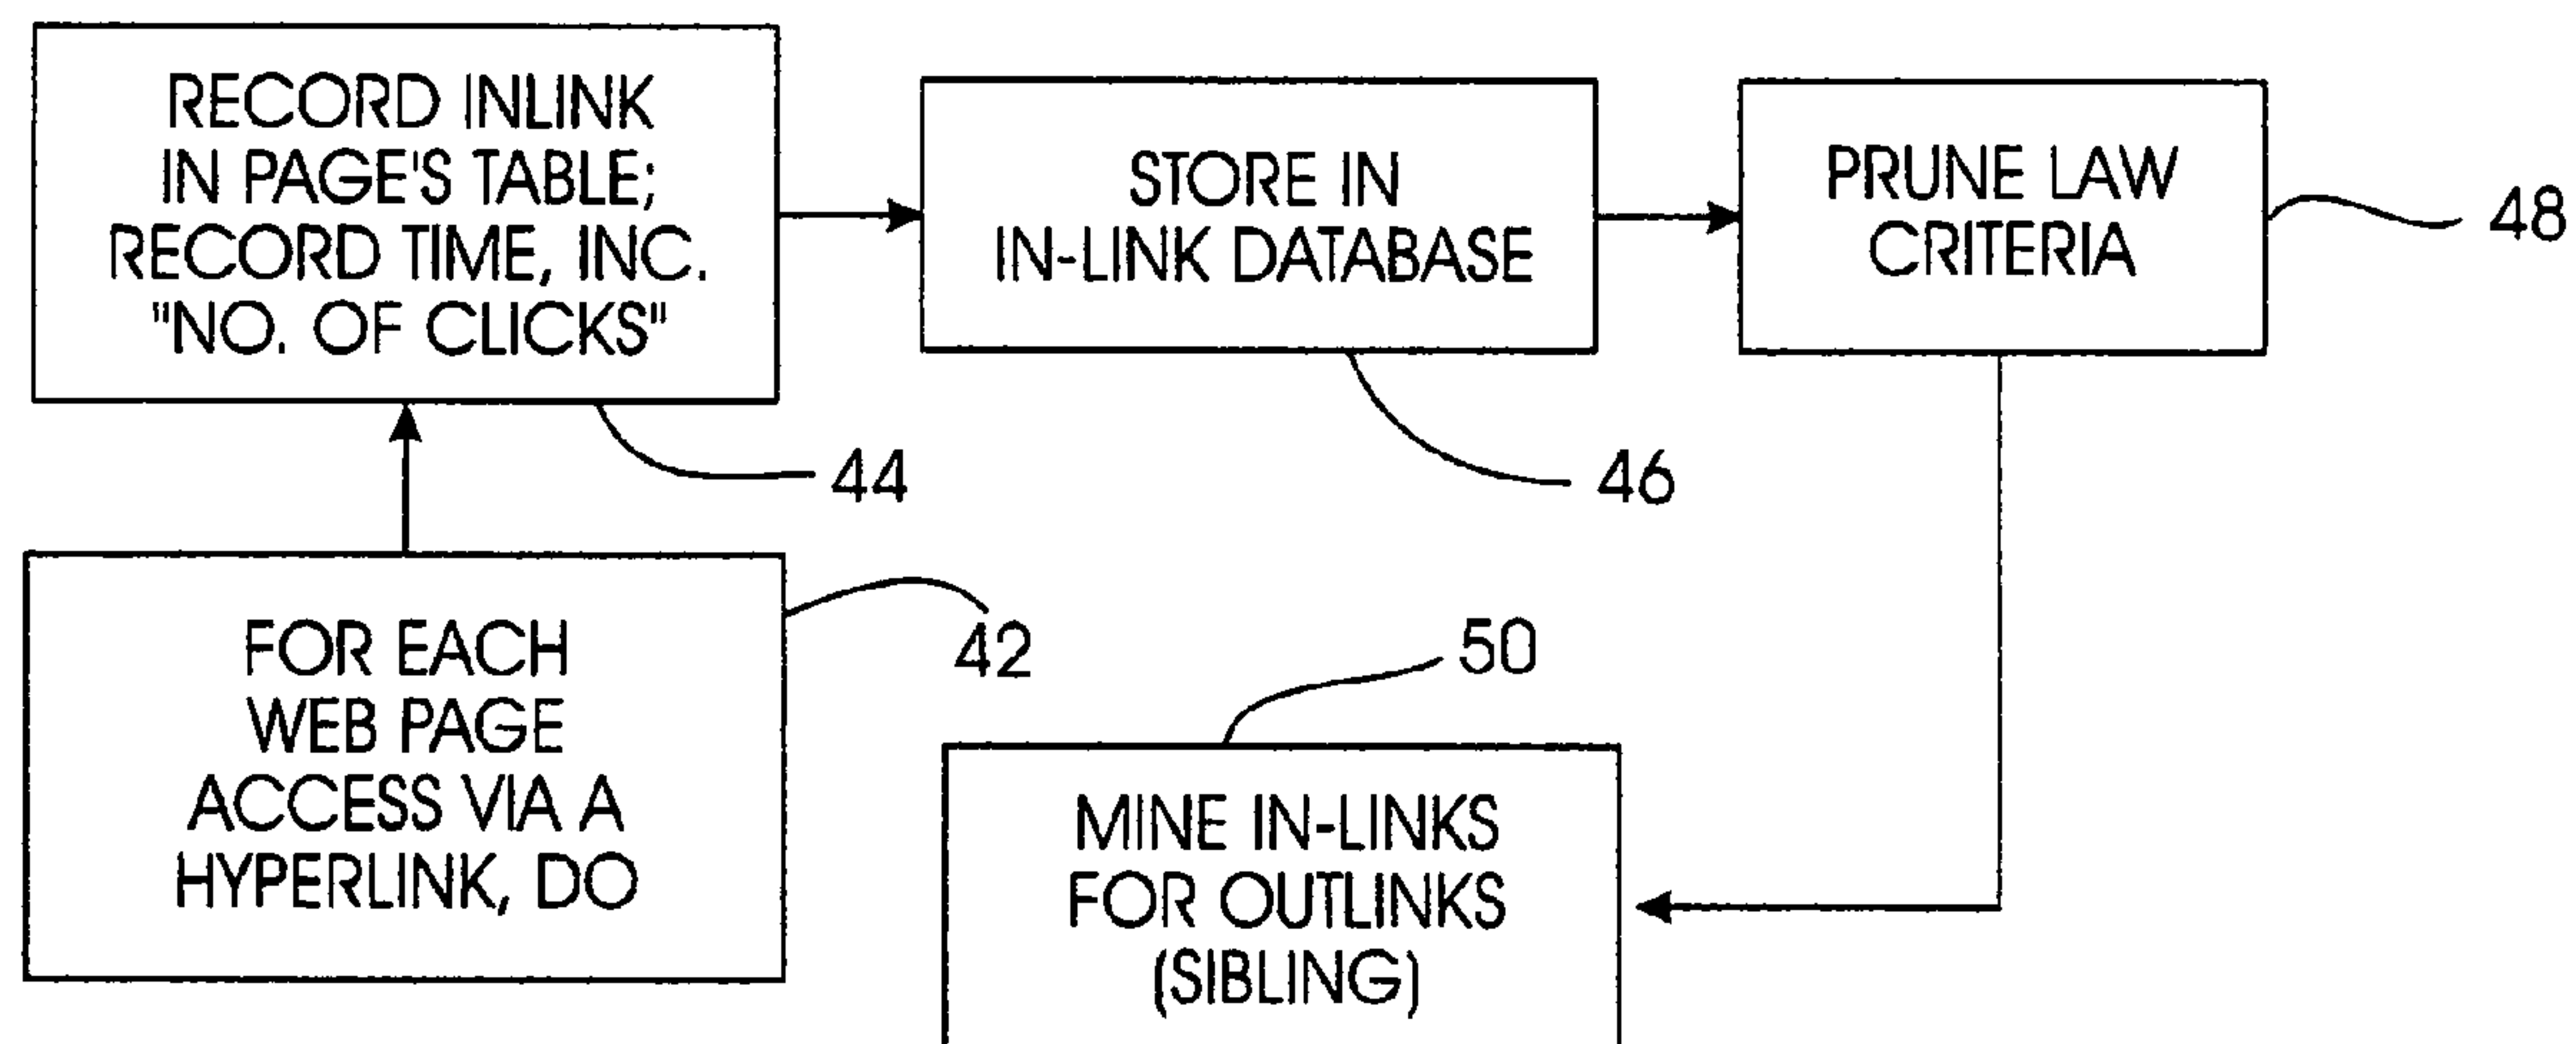 RECORD INLINK
IN PAGE'S TABLE;
RECORD TIME, INC.
"NO. OF CLICKS"
STORE IN
IN-LINK DATABASE
PRUNE LAW
CRITERIA
48
44
46
FOR EACH
WEB PAGE
ACCESS VIA A
HYPERLINK, DO
42
50
MINE IN-LINKS
FOR OUTLINKS
(SIBLING)